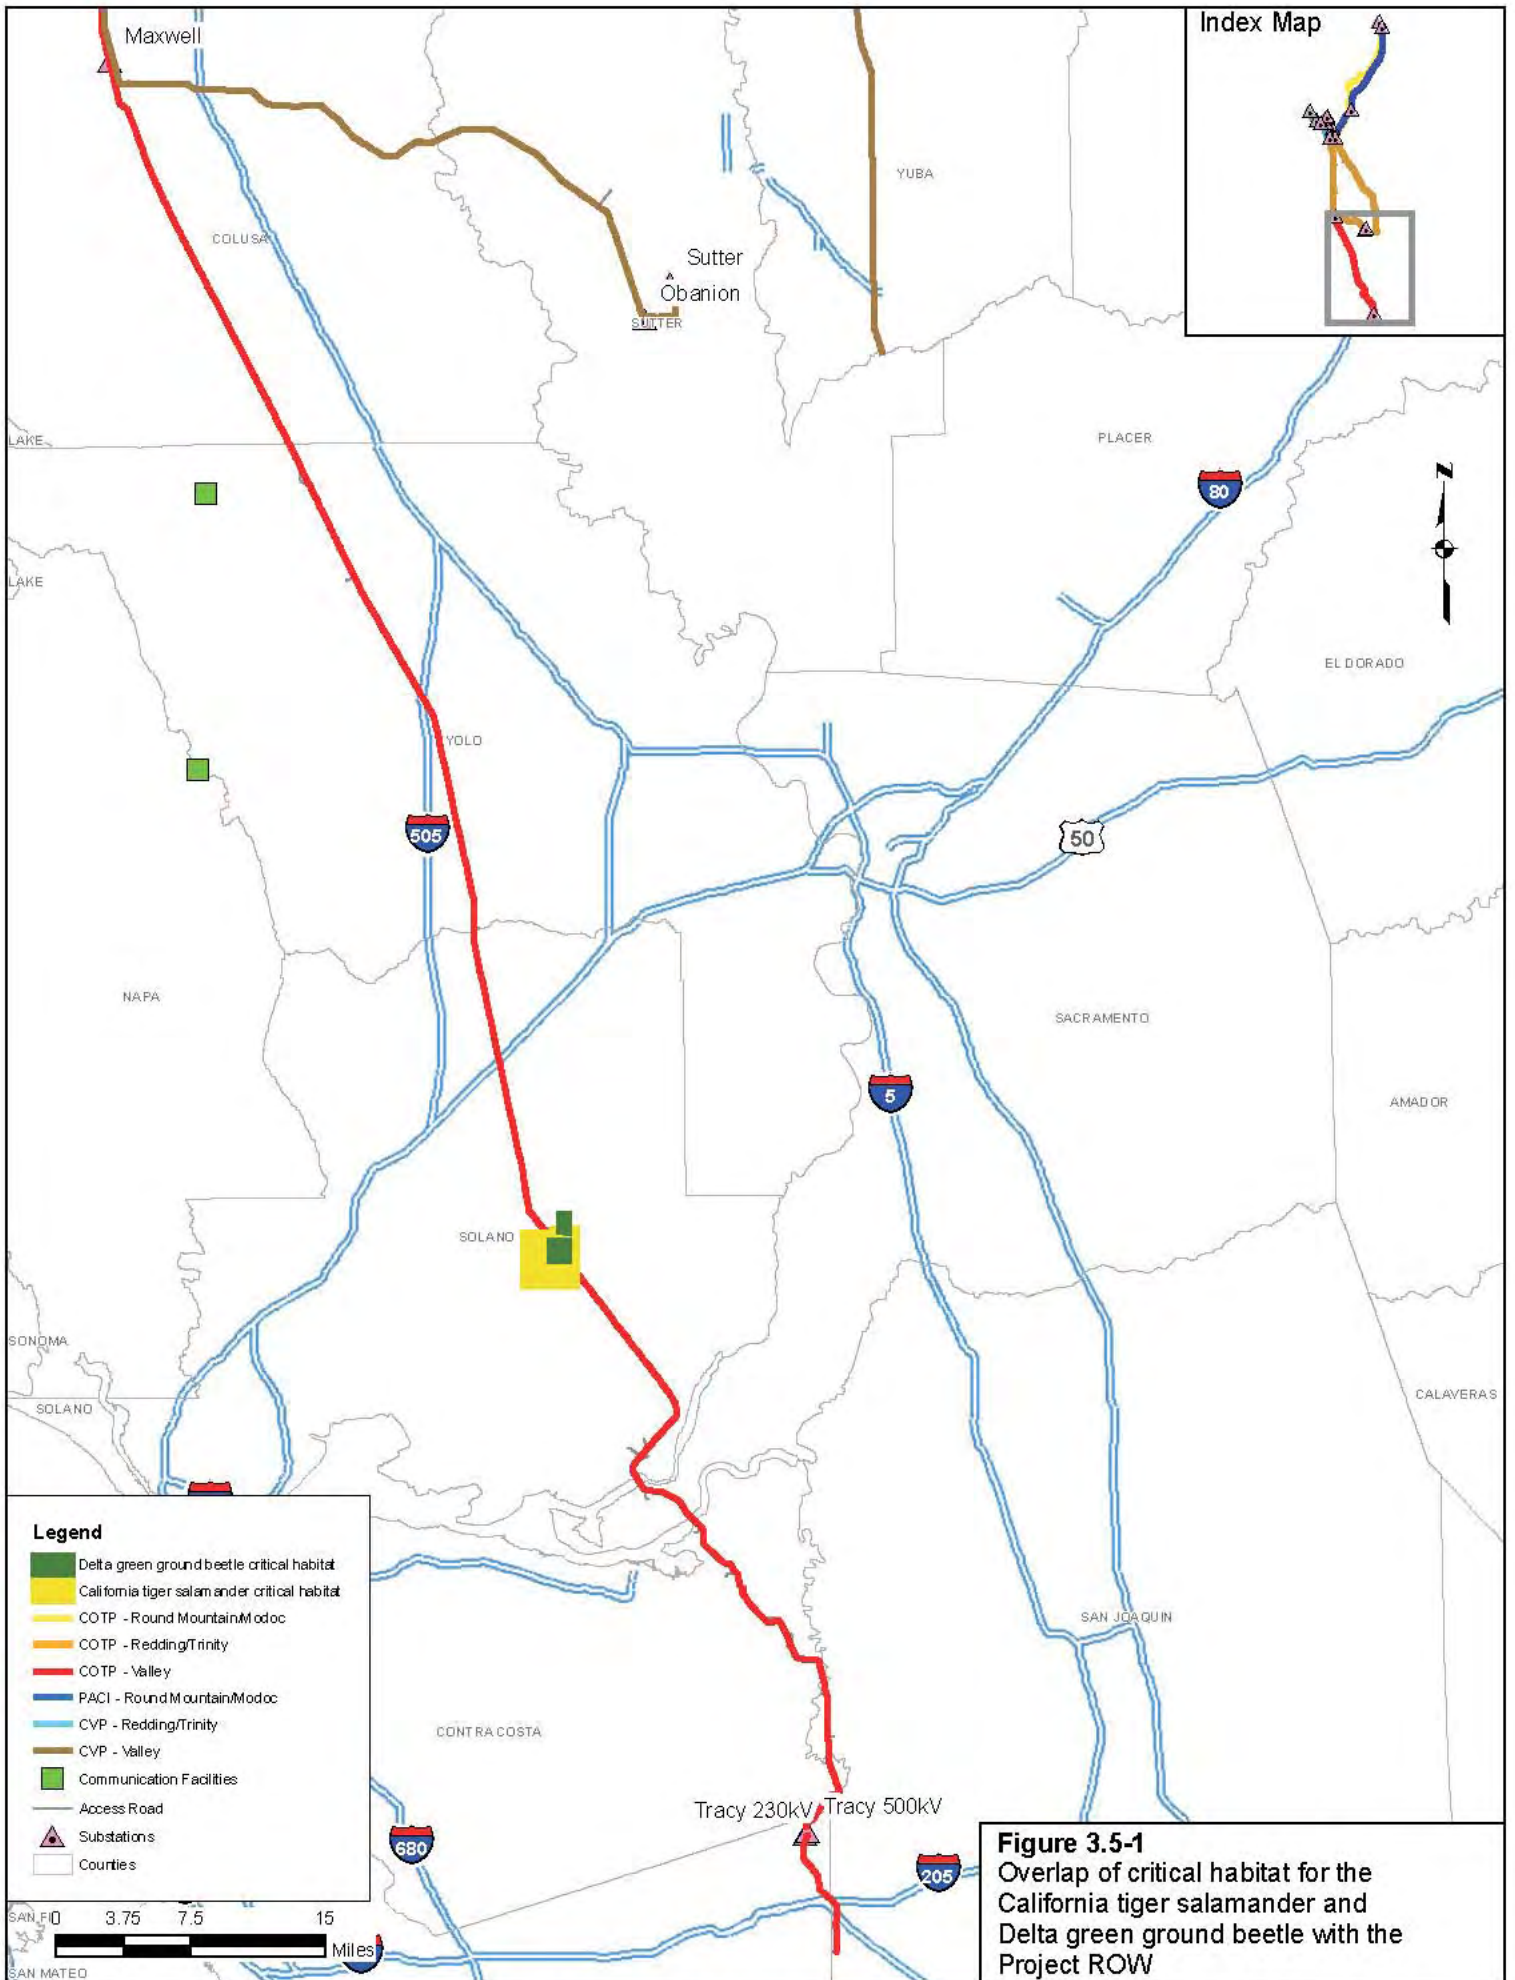 Maxwell
Index Map
YUBA
COLUSA
Sutter
Obanion
SUTTER
LAKE
PLACER
80
N
LAKE
EL DORADO
YOLO
505
50
NAPA
SACRAMENTO
5
AMADOR
SOLANO
SONOMA
CALAVERAS
SOLANO
Legend
Delta green ground beetle critical habitat
California tiger salamander critical habitat
COTP - Round Mountain/Modoc
COTP - Redding/Trinity
COTP - Valley
PACI - Round Mountain/Modoc
CVP - Redding/Trinity
CVP - Valley
Communication Facilities
Access Road
Substations
Counties
SAN JOAQUIN
CONTRA COSTA
Tracy 230kV
Tracy 500kV
680
205
Figure 3.5-1
Overlap of critical habitat for the
California tiger salamander and
Delta green ground beetle with the
Project ROW
0 3.75 7.5 15
Miles
SAN MATEO